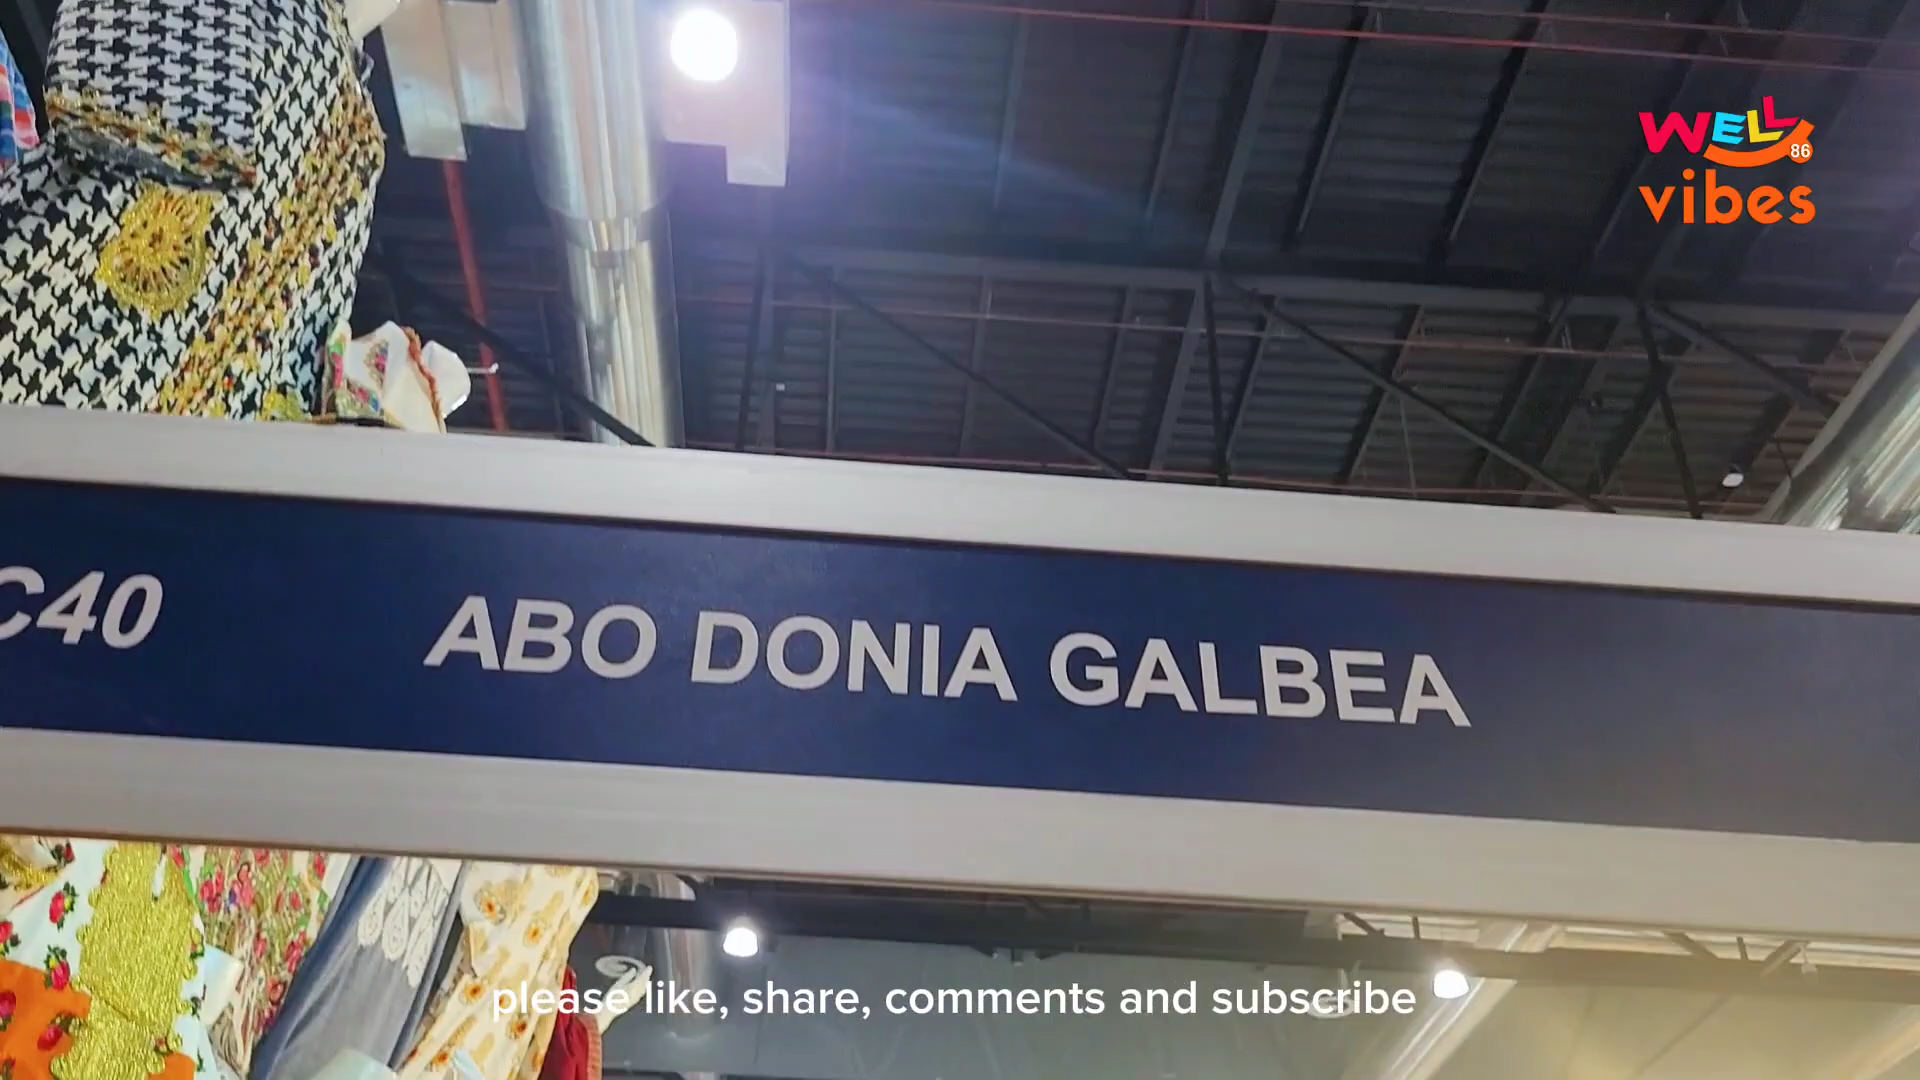 WELL
86
vibes
C40 ABO DONIA GALBEA
please like, share, comments and subscribe